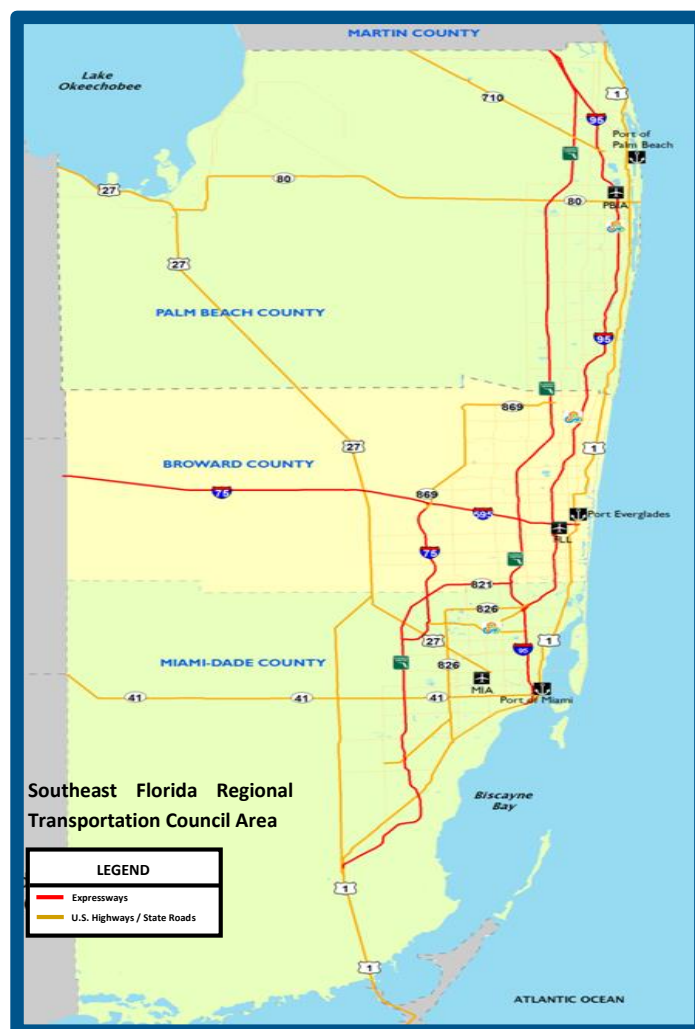 MARTIN COUNTY
Lake
Okeechobee
1
710
95
Port of
Palm Beach
27
80
80
PBIA
27
PALM BEACH COUNTY
95
869
27
1
BROWARD COUNTY
75
869
595
Port Everglades
FLL
75
821
826
27
1
MIAMI-DADE COUNTY
826
95
MIA
41
41
41
Port of Miami
Southeast Florida Regional
Transportation Council Area
Biscayne
Bay
LEGEND
Expressways
U.S. Highways / State Roads
1
1
ATLANTIC OCEAN